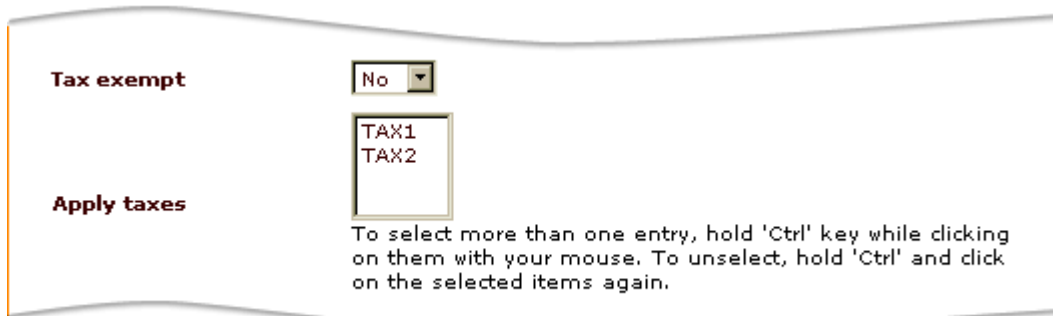 Tax exempt
No
TAX1
TAX2
Apply taxes
To select more than one entry, hold 'Ctrl' key while clicking
on them with your mouse. To unselect, hold 'Ctrl' and click
on the selected items again.